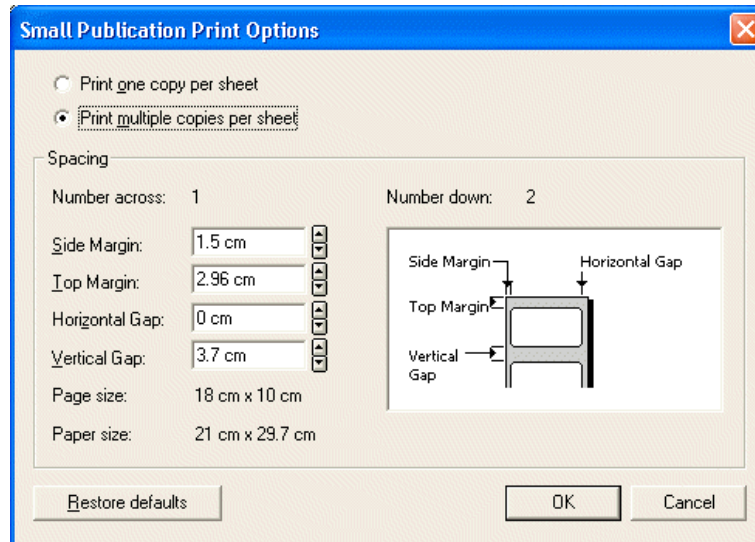 Small Publication Print Options
Print one copy per sheet
Print multiple copies per sheet
Spacing
Number across: 1
Number down: 2
Side Margin: 1.5 cm
Top Margin: 2.96 cm
Horizontal Gap: 0 cm
Vertical Gap: 3.7 cm
Page size: 18 cm x 10 cm
Paper size: 21 cm x 29.7 cm
Side Margin
Horizontal Gap
Top Margin
Vertical
Gap
Restore defaults
OK
Cancel